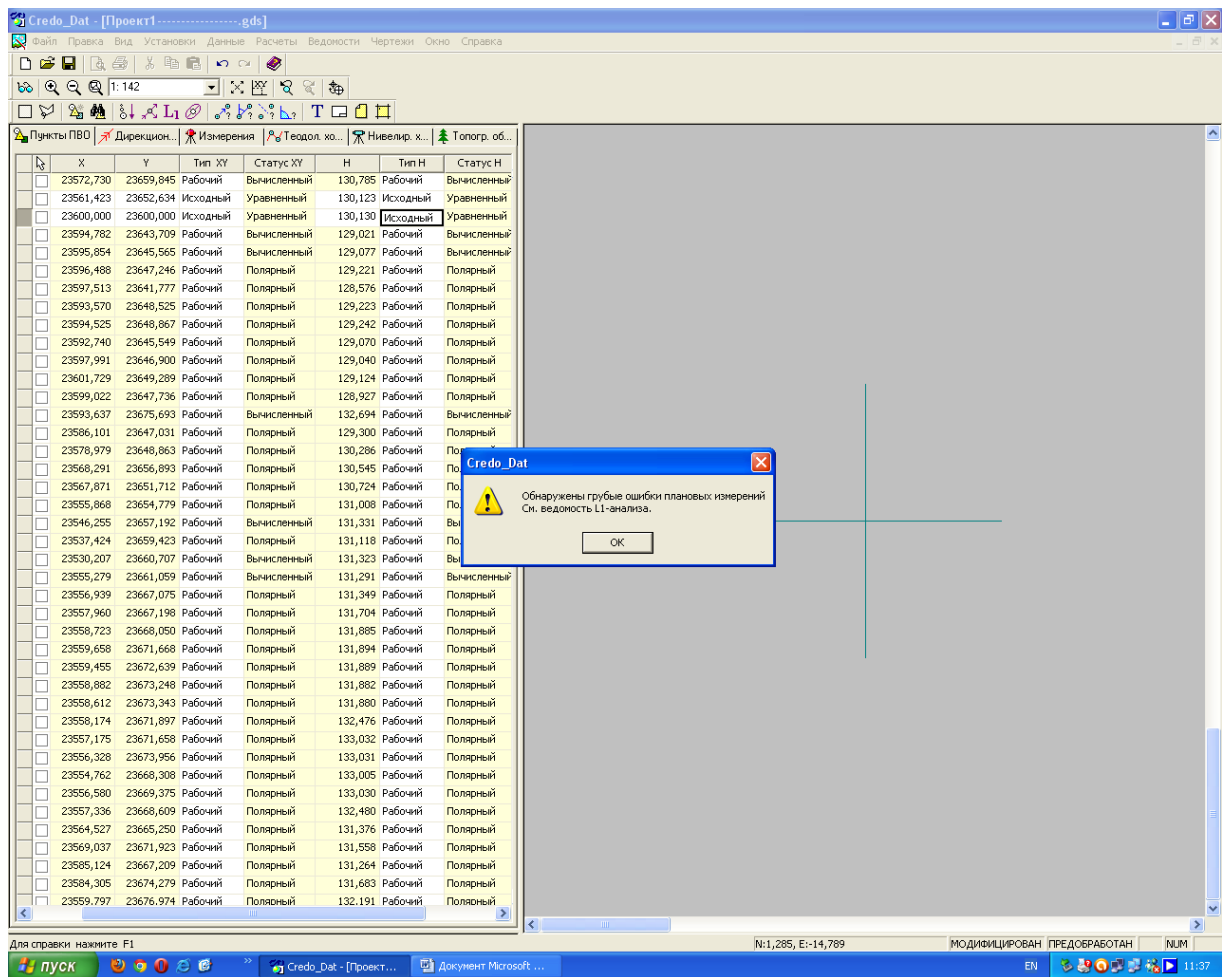 Credo_Dat - [Проект1-----------------.gds]
Файл Правка Вид Установки Данные Расчеты Ведомости Чертежи Окно Справка
1: 142
XY
L1
T
Пункты ПВО Дирекцион... Измерения Теодол. хо... Нивелир. х... Топогр. об...
X Y Тип XY Статус XY H Тип H Статус H
23572,730 23659,845 Рабочий Вычисленный 130,785 Рабочий Вычисленный
23561,423 23652,634 Исходный Уравненный 130,123 Исходный Уравненный
23600,000 23600,000 Исходный Уравненный 130,130 Исходный Уравненный
23594,782 23643,709 Рабочий Вычисленный 129,021 Рабочий Вычисленный
23595,854 23645,565 Рабочий Вычисленный 129,077 Рабочий Вычисленный
23596,488 23647,246 Рабочий Полярный 129,221 Рабочий Полярный
23597,513 23641,777 Рабочий Полярный 128,576 Рабочий Полярный
23593,570 23648,525 Рабочий Полярный 129,223 Рабочий Полярный
23594,525 23648,867 Рабочий Полярный 129,242 Рабочий Полярный
23592,740 23645,549 Рабочий Полярный 129,070 Рабочий Полярный
23597,991 23646,900 Рабочий Полярный 129,040 Рабочий Полярный
23601,729 23649,289 Рабочий Полярный 129,124 Рабочий Полярный
23599,022 23647,736 Рабочий Полярный 128,927 Рабочий Полярный
23593,637 23675,693 Рабочий Вычисленный 132,694 Рабочий Вычисленный
23586,101 23647,031 Рабочий Полярный 129,300 Рабочий Полярный
23578,979 23648,863 Рабочий Полярный 130,286 Рабочий
23568,291 23656,893 Рабочий Полярный 130,545 Рабочий По
23567,871 23651,712 Рабочий Полярный 130,724 Рабочий По
23555,868 23654,779 Рабочий Полярный 131,008 Рабочий По
23546,255 23657,192 Рабочий Вычисленный 131,331 Рабочий Вы
23537,424 23659,423 Рабочий Полярный 131,118 Рабочий По
23530,207 23660,707 Рабочий Вычисленный 131,323 Рабочий Вы
23555,279 23661,059 Рабочий Вычисленный 131,291 Рабочий Вычисленный
23556,939 23667,075 Рабочий Полярный 131,349 Рабочий Полярный
23557,960 23667,198 Рабочий Полярный 131,704 Рабочий Полярный
23558,723 23668,050 Рабочий Полярный 131,885 Рабочий Полярный
23559,658 23671,668 Рабочий Полярный 131,894 Рабочий Полярный
23559,455 23672,639 Рабочий Полярный 131,889 Рабочий Полярный
23558,882 23673,248 Рабочий Полярный 131,882 Рабочий Полярный
23558,612 23673,343 Рабочий Полярный 131,880 Рабочий Полярный
23558,174 23671,897 Рабочий Полярный 132,476 Рабочий Полярный
23557,175 23671,658 Рабочий Полярный 133,032 Рабочий Полярный
23556,328 23673,956 Рабочий Полярный 133,031 Рабочий Полярный
23554,762 23668,308 Рабочий Полярный 133,005 Рабочий Полярный
23556,580 23669,375 Рабочий Полярный 133,030 Рабочий Полярный
23557,336 23668,609 Рабочий Полярный 132,480 Рабочий Полярный
23564,527 23665,250 Рабочий Полярный 131,376 Рабочий Полярный
23569,037 23671,923 Рабочий Полярный 131,558 Рабочий Полярный
23585,124 23667,209 Рабочий Полярный 131,264 Рабочий Полярный
23584,305 23674,279 Рабочий Полярный 131,683 Рабочий Полярный
23559,797 23676,974 Рабочий Полярный 132,191 Рабочий Полярный
Credo_Dat
Обнаружены грубые ошибки плановых измерений
См. ведомость L1-анализа.
OK
Для справки нажмите F1
N:1,285, E:-14,789
МОДИФИЦИРОВАН ПРЕДОБРАБОТАН NUM
пуск
Credo_Dat - [Проект... Документ Microsoft ...
EN 11:37